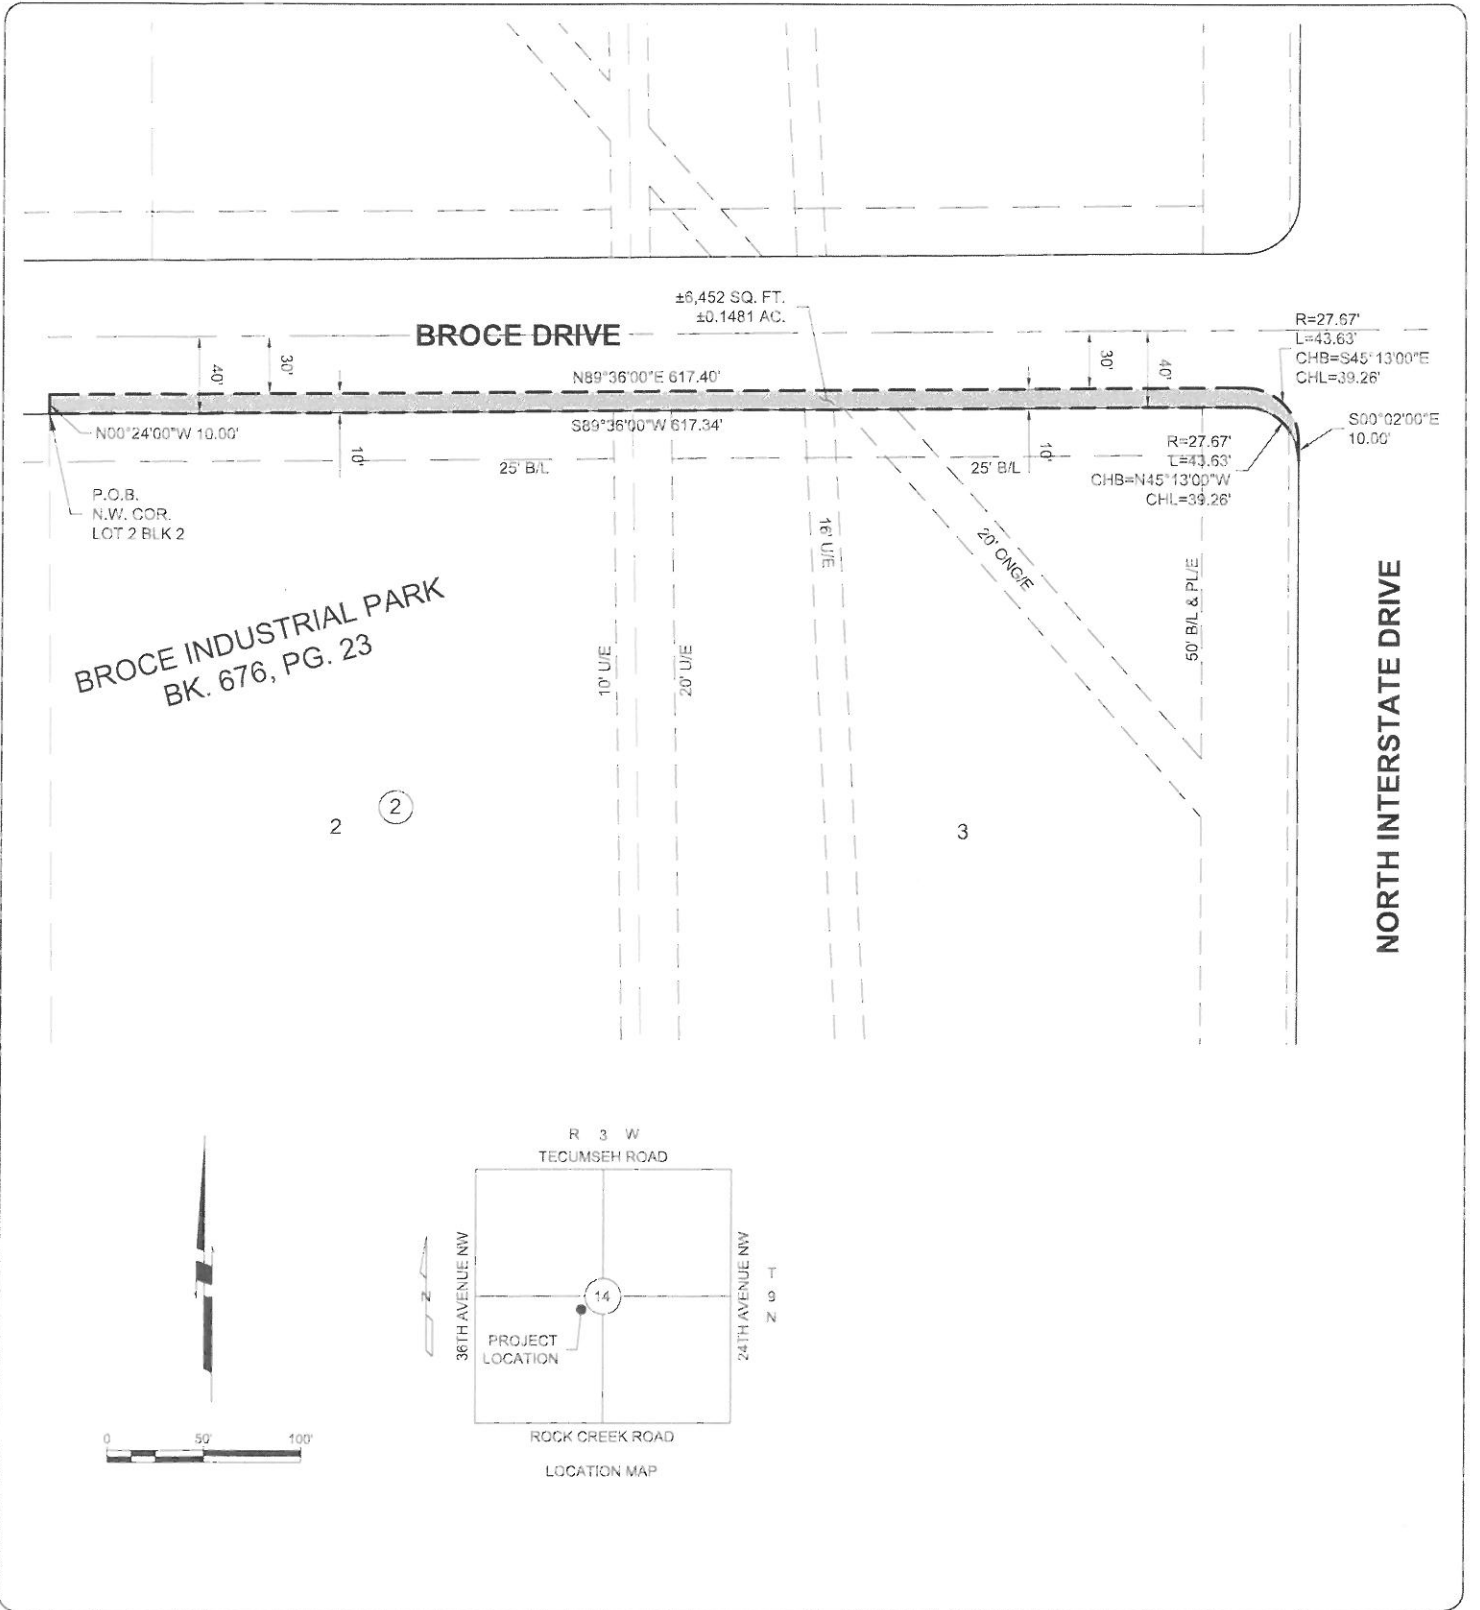 ±6,452 SQ. FT.
±0.1481 AC.
BROCE DRIVE
R=27.67'
L=43.63'
CHB=S45°13'00"E
CHL=39.26'
40'
30'
N89°36'00"E 617.40'
30'
40'
N00°24'00"W 10.00'
S89°36'00"W 617.34'
S00°02'00"E
10.00'
R=27.67'
L=43.63'
CHB=N45°13'00"W
CHL=39.26'
10'
25' B/L
25' B/L
10'
P.O.B.
N.W. COR.
LOT 2 BLK 2
16' U/E
20' ONG/E
50' B/L & PL/E
BROCE INDUSTRIAL PARK
BK. 676, PG. 23
10' U/E
20' U/E
NORTH INTERSTATE DRIVE
2
2
3
R 3 W
TECUMSEH ROAD
36TH AVENUE NW
24TH AVENUE NW
T
9
N
N
14
PROJECT
LOCATION
ROCK CREEK ROAD
LOCATION MAP
0 50' 100'